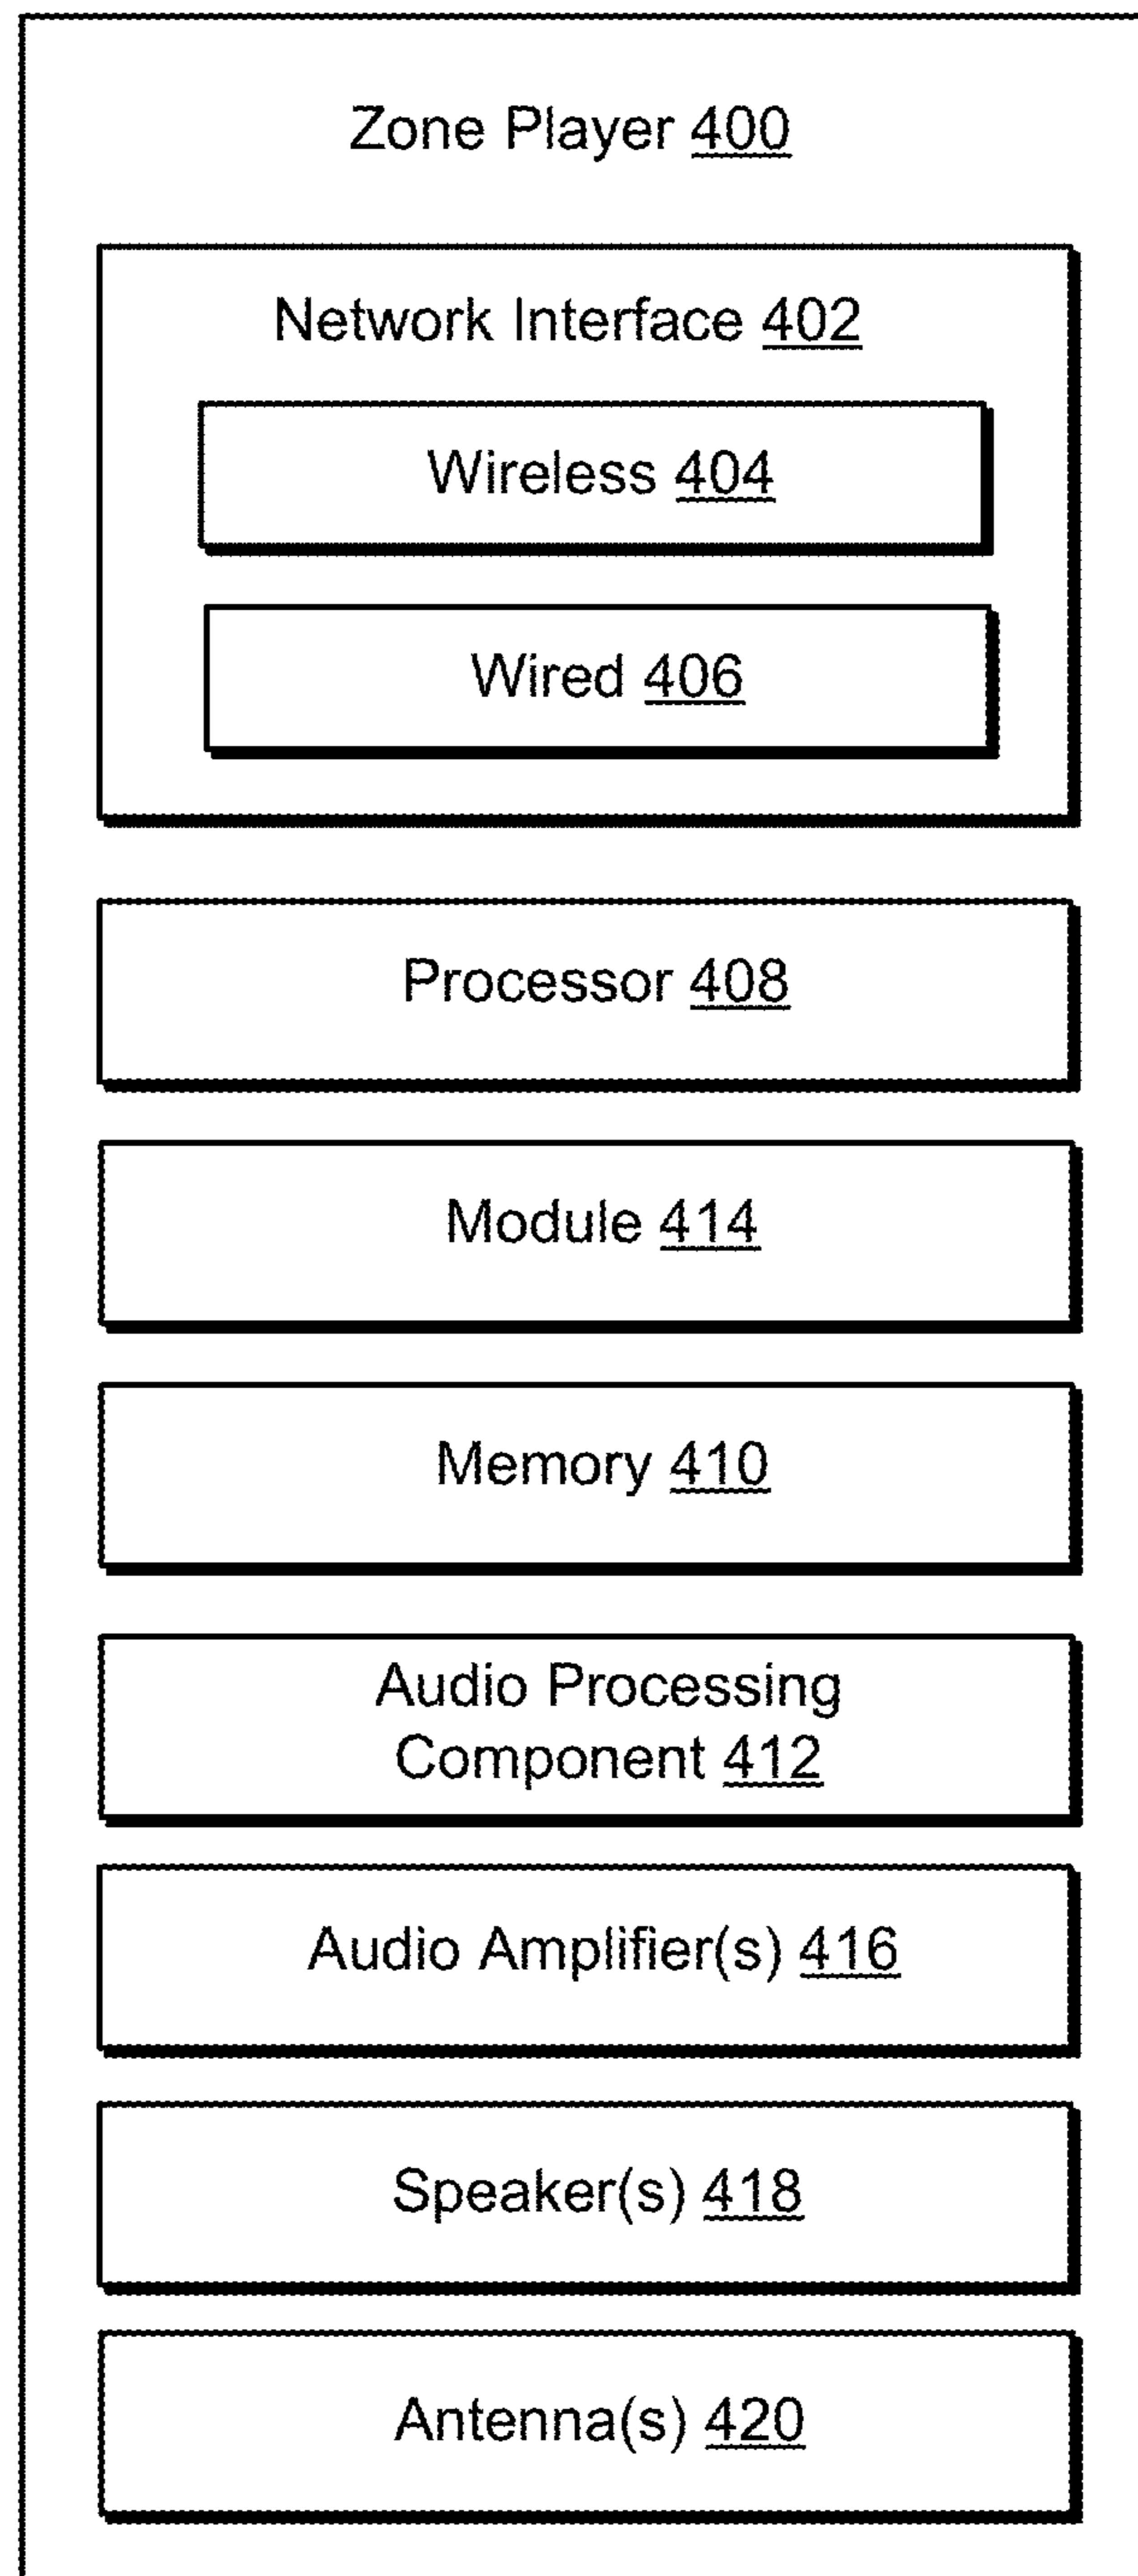 Zone Player 400
Network Interface 402
Wireless 404
Wired 406
Processor 408
Module 414
Memory 410
Audio Processing
Component 412
Audio Amplifier(s) 416
Speaker(s) 418
Antenna(s) 420